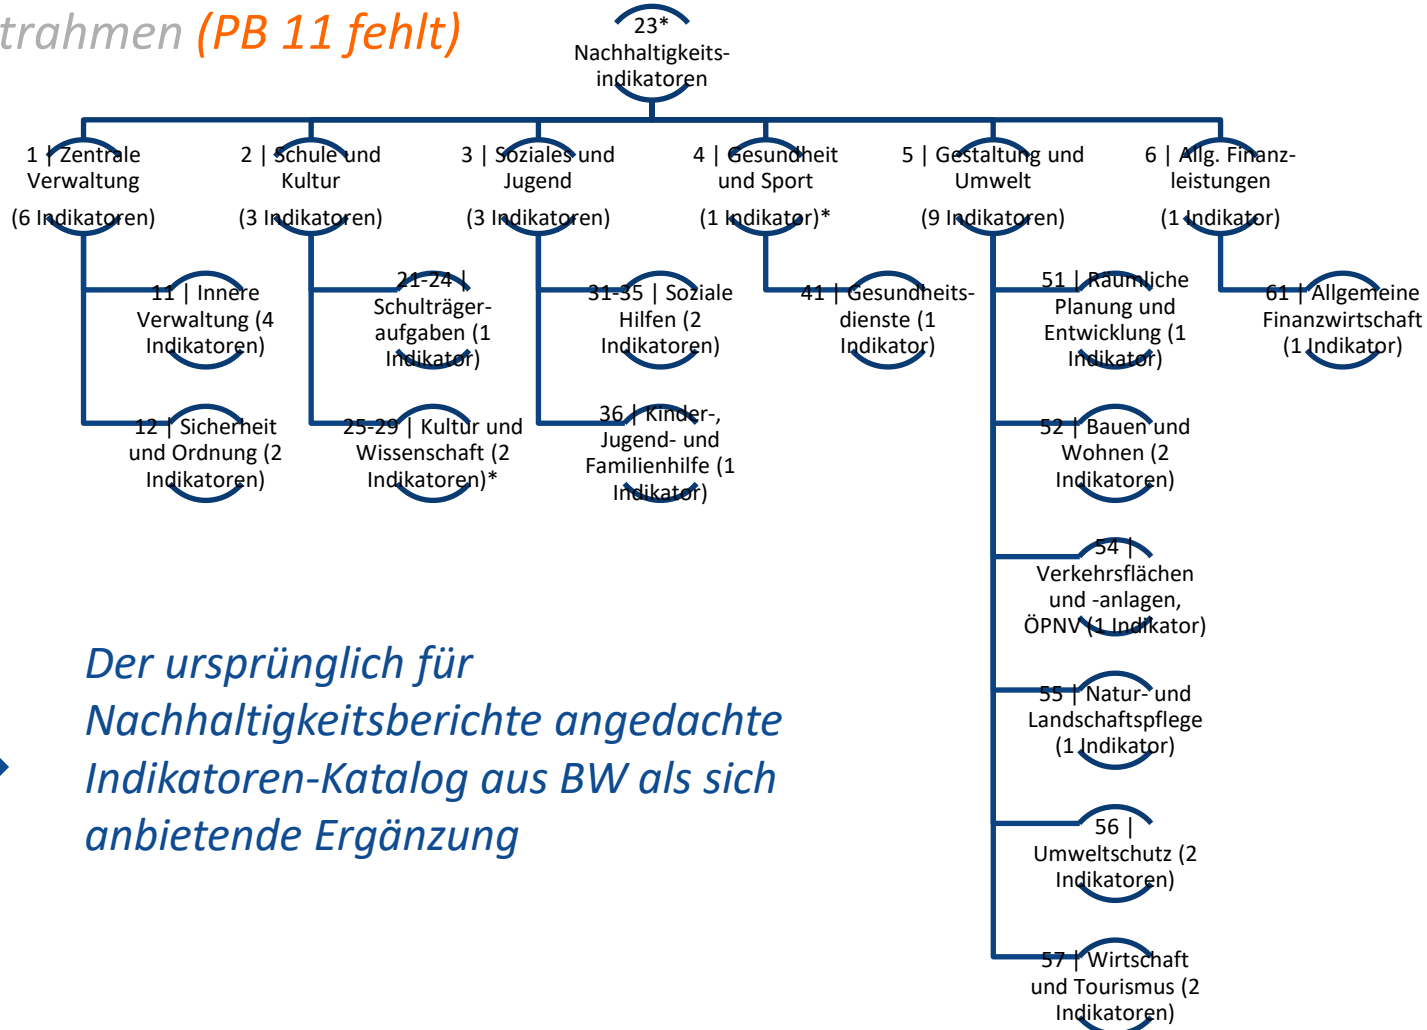 trahmen (PB 11 fehlt)
23*
Nachhaltigkeits-
indikatoren
1 | Zentrale
Verwaltung
(6 Indikatoren)
11 | Innere
Verwaltung (4
Indikatoren)
12 | Sicherheit
und Ordnung (2
Indikatoren)
2 | Schule und
Kultur
(3 Indikatoren)
21-24 |
Schulträger-
aufgaben (1
Indikator)
25-29 | Kultur und
Wissenschaft (2
Indikatoren)*
3 | Soziales und
Jugend
(3 Indikatoren)
31-35 | Soziale
Hilfen (2
Indikatoren)
36 | Kinder-,
Jugend- und
Familienhilfe (1
Indikator)
4 | Gesundheit
und Sport
(1 Indikator)*
41 | Gesundheits-
dienste (1
Indikator)
5 | Gestaltung und
Umwelt
(9 Indikatoren)
51 | Räumliche
Planung und
Entwicklung (1
Indikator)
52 | Bauen und
Wohnen (2
Indikatoren)
54 |
Verkehrsflächen
und -anlagen,
ÖPNV (1 Indikator)
55 | Natur- und
Landschaftspflege
(1 Indikator)
56 |
Umweltschutz (2
Indikatoren)
57 | Wirtschaft
und Tourismus (2
Indikatoren)
6 | Allg. Finanz-
leistungen
(1 Indikator)
61 | Allgemeine
Finanzwirtschaft
(1 Indikator)
Der ursprünglich für
Nachhaltigkeitsberichte angedachte
Indikatoren-Katalog aus BW als sich
anbietende Ergänzung